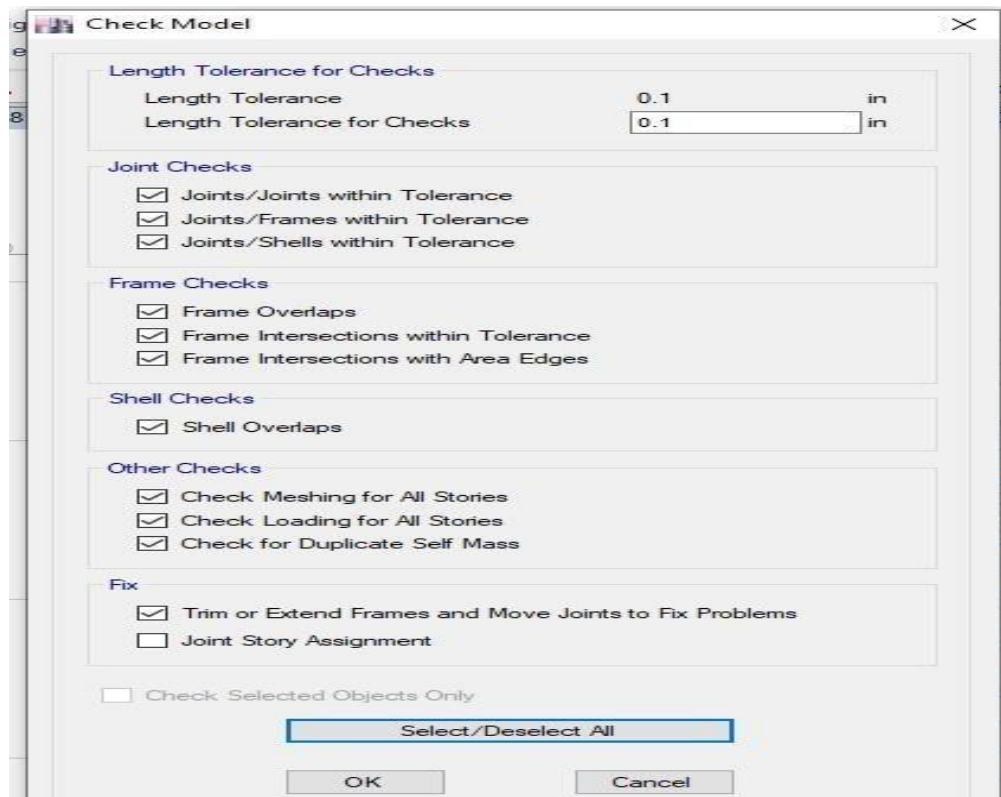 Check Model
Length Tolerance for Checks
Length Tolerance 0.1 in
Length Tolerance for Checks 0.1 in
Joint Checks
Joints/Joints within Tolerance
Joints/Frames within Tolerance
Joints/Shells within Tolerance
Frame Checks
Frame Overlaps
Frame Intersections within Tolerance
Frame Intersections with Area Edges
Shell Checks
Shell Overlaps
Other Checks
Check Meshing for All Stories
Check Loading for All Stories
Check for Duplicate Self Mass
Fix
Trim or Extend Frames and Move Joints to Fix Problems
Joint Story Assignment
Check Selected Objects Only
Select/Deselect All
OK Cancel